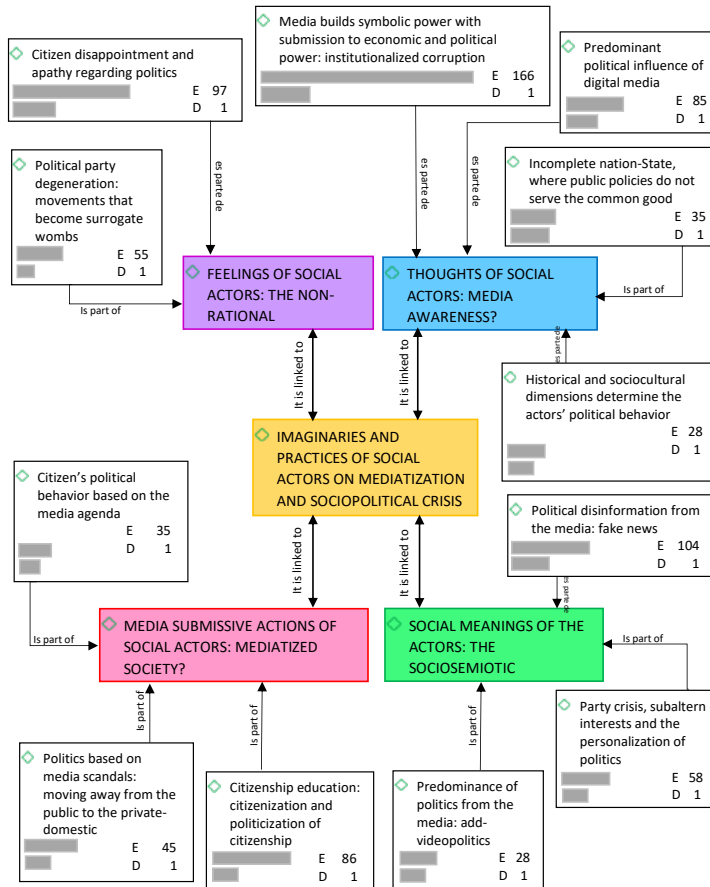 Citizen disappointment and
apathy regarding politics
E 97
D 1
Media builds symbolic power with
submission to economic and political
power: institutionalized corruption
E 166
D 1
Predominant
political influence of
digital media
E 85
D 1
Political party
degeneration:
movements that
become surrogate
wombs
E 55
D 1
Incomplete nation-State,
where public policies do not
serve the common good
E 35
D 1
es parte de
es parte de
es parte de
Is part of
Is part of
FEELINGS OF SOCIAL
ACTORS: THE NON-
RATIONAL
THOUGHTS OF SOCIAL
ACTORS: MEDIA
AWARENESS?
es parte de
It is linked to
It is linked to
Historical and sociocultural
dimensions determine the
actors' political behavior
E 28
D 1
IMAGINARIES AND
PRACTICES OF SOCIAL
ACTORS ON MEDIATIZATION
AND SOCIOPOLITICAL CRISIS
Citizen's political
behavior based on the
media agenda
E 35
D 1
Political disinformation from
the media: fake news
E 104
D 1
It is linked to
It is linked to
es parte de
Is part of
MEDIA SUBMISSIVE ACTIONS OF
SOCIAL ACTORS: MEDIATIZED
SOCIETY?
SOCIAL MEANINGS OF THE
ACTORS: THE
SOCIOSEMIOTIC
Is part of
Is part of
Is part of
Is part of
Party crisis, subaltern
interests and the
personalization of
politics
E 58
D 1
Politics based on
media scandals:
moving away from the
public to the private-
domestic
E 45
D 1
Citizenship education:
citizenization and
politicization of
citizenship
E 86
D 1
Predominance of
politics from the
media: add-
videopolitics
E 28
D 1